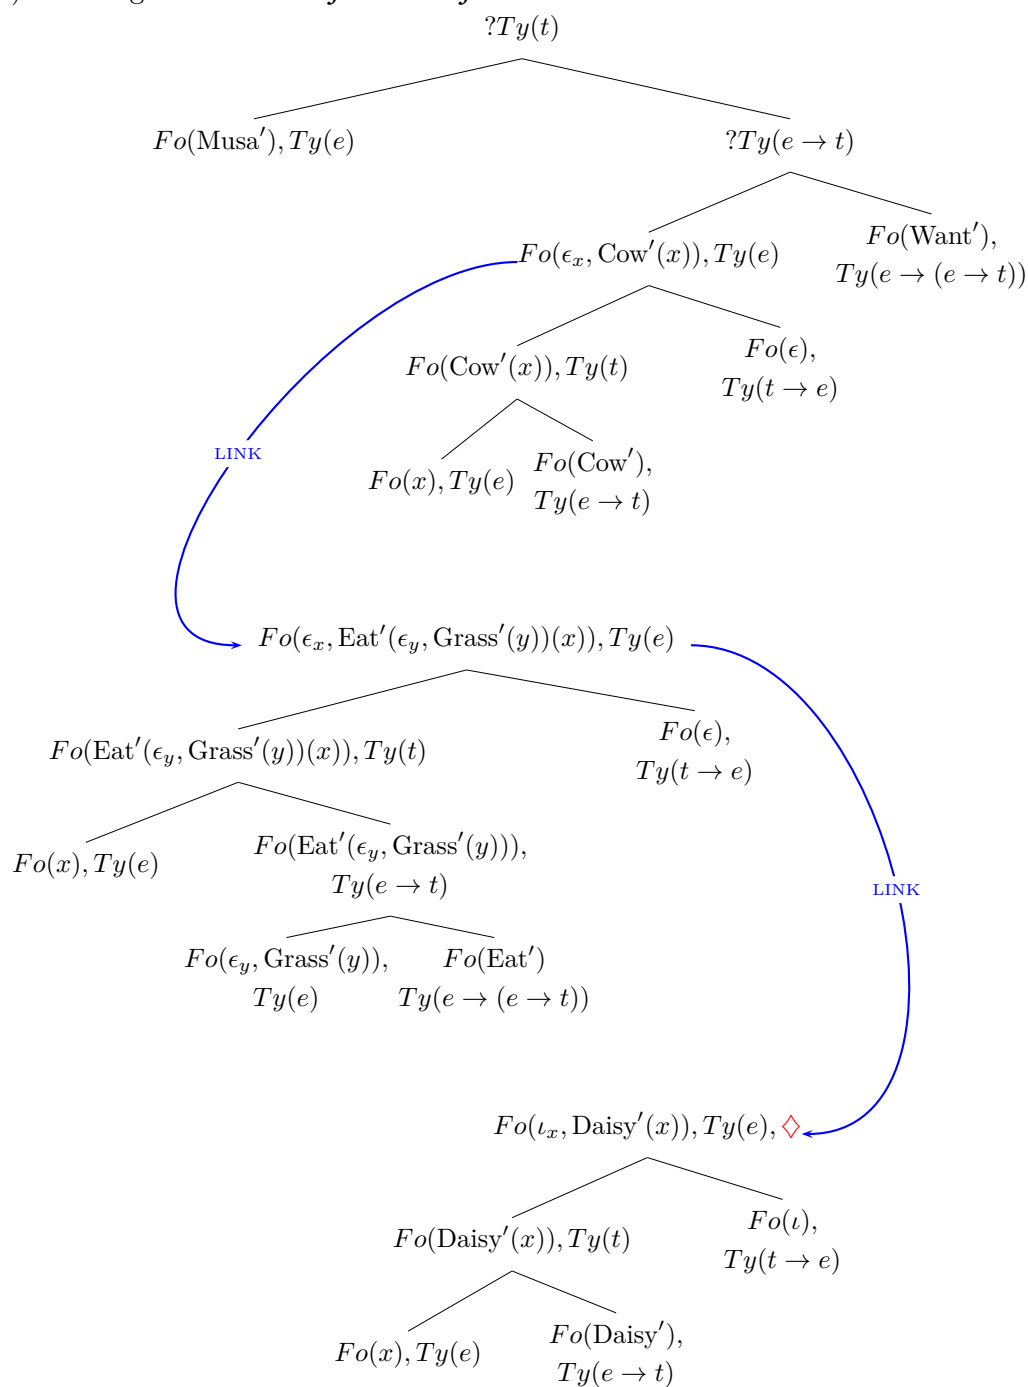 ?Ty(t)
Fo(Musa′), Ty(e)
?Ty(e → t)
Fo(ϵₓ, Cow′(x)), Ty(e)
Fo(Want′),
Ty(e → (e → t))
Fo(Cow′(x)), Ty(t)
Fo(ϵ),
Ty(t → e)
Fo(x), Ty(e)
Fo(Cow′),
Ty(e → t)
LINK
Fo(ϵₓ, Eat′(ϵ_y, Grass′(y))(x)), Ty(e)
Fo(Eat′(ϵ_y, Grass′(y))(x)), Ty(t)
Fo(ϵ),
Ty(t → e)
Fo(x), Ty(e)
Fo(Eat′(ϵ_y, Grass′(y))),
Ty(e → t)
LINK
Fo(ϵ_y, Grass′(y)),
Ty(e)
Fo(Eat′)
Ty(e → (e → t))
Fo(ιₓ, Daisy′(x)), Ty(e), ♢
Fo(Daisy′(x)), Ty(t)
Fo(ι),
Ty(t → e)
Fo(x), Ty(e)
Fo(Daisy′),
Ty(e → t)